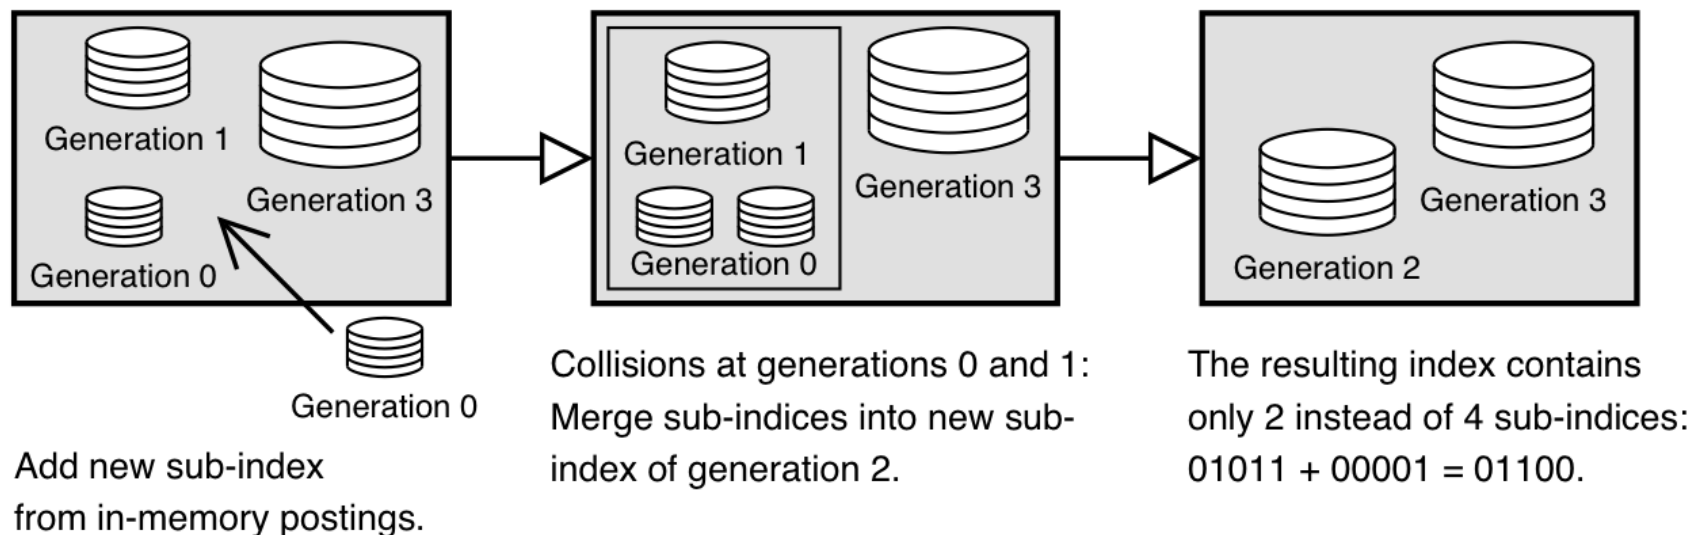 Generation 1
Generation 3
Generation 0
Generation 0
Add new sub-index
from in-memory postings.
Generation 1
Generation 3
Generation 0
Collisions at generations 0 and 1:
Merge sub-indices into new sub-
index of generation 2.
Generation 3
Generation 2
The resulting index contains
only 2 instead of 4 sub-indices:
01011 + 00001 = 01100.